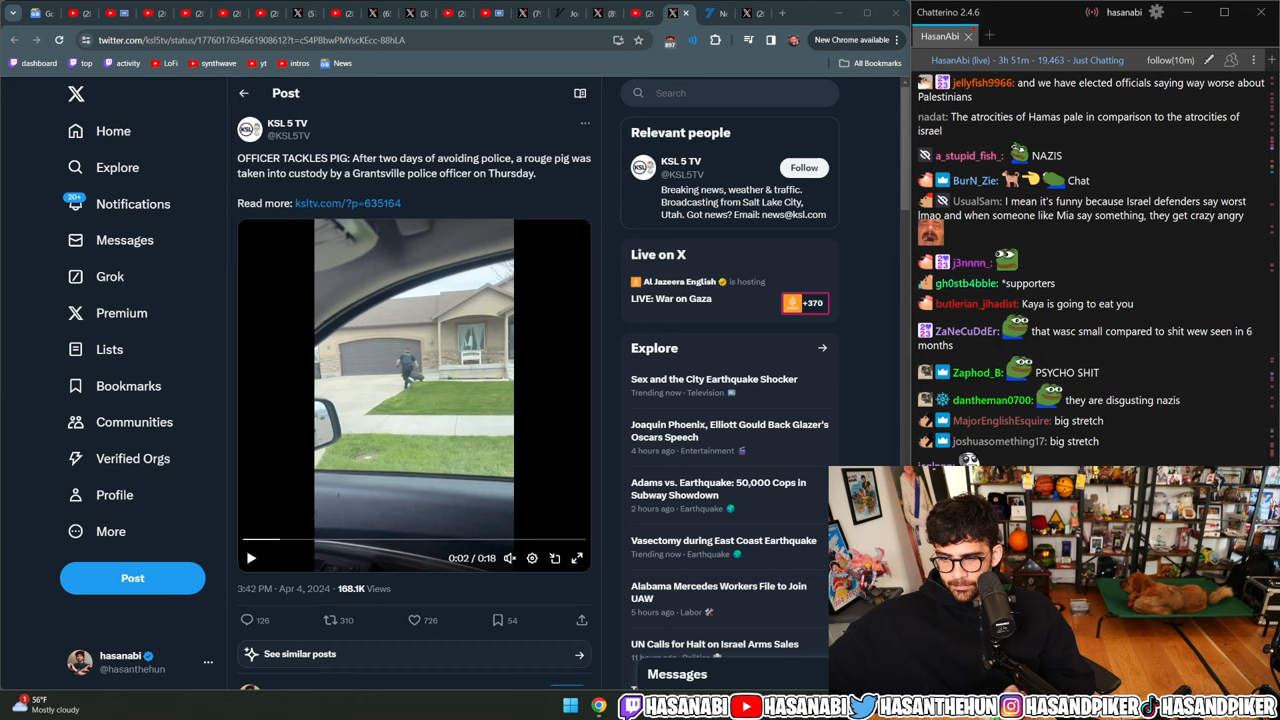 twitter.com/ksl5tv/status/1776017634661908612?t=cS4PBbwPMYscKEcc-88hLA
897
New Chrome available
dashboard
top
activity
LoFi
synthwave
yt
intros
News
All Bookmarks
Home
Explore
20+
Notifications
Messages
Grok
Premium
Lists
Bookmarks
Communities
Verified Orgs
Profile
More
Post
hasanabi
@hasanthehun
Post
KSL 5 TV
@KSL5TV
OFFICER TACKLES PIG: After two days of avoiding police, a rouge pig was
taken into custody by a Grantsville police officer on Thursday.
Read more: ksltv.com/?p=635164
0:02 / 0:18
3:42 PM · Apr 4, 2024 · 168.1K Views
126
310
726
54
See similar posts
Search
Relevant people
KSL 5 TV
@KSL5TV
Follow
Breaking news, weather & traffic.
Broadcasting from Salt Lake City,
Utah. Got news? Email: news@ksl.com
Live on X
Al Jazeera English is hosting
LIVE: War on Gaza
+370
Explore
Sex and the City Earthquake Shocker
Trending now · Television
Joaquin Phoenix, Elliott Gould Back Glazer's
Oscars Speech
4 hours ago · Entertainment
Adams vs. Earthquake: 50,000 Cops in
Subway Showdown
2 hours ago · Earthquake
Vasectomy during East Coast Earthquake
Trending now · Earthquake
Alabama Mercedes Workers File to Join
UAW
5 hours ago · Labor
UN Calls for Halt on Israel Arms Sales
Messages
Chatterino 2.4.6
hasanabi
HasanAbi
HasanAbi (live) - 3h 51m - 19,463 - Just Chatting
follow(10m)
jellyfish9966: and we have elected officials saying way worse about
Palestinians
nadat: The atrocities of Hamas pale in comparison to the atrocities of
israel
a_stupid_fish_: NAZIS
BurN_Zie: Chat
UsualSam: I mean it's funny because Israel defenders say worst
lmao and when someone like Mia say something, they get crazy angry
j3nnnn_:
gh0stb4bble: *supporters
butlerian_jihadist: Kaya is going to eat you
ZaNeCuDdEr: that wasc small compared to shit wew seen in 6
months
Zaphod_B: PSYCHO SHIT
dantheman0700: they are disgusting nazis
MajorEnglishEsquire: big stretch
joshuasomething17: big stretch
1
56°F
Mostly cloudy
HASANABI
HASANABI
HASANTHEHUN
HASANDPIKER
HASANDPIKER